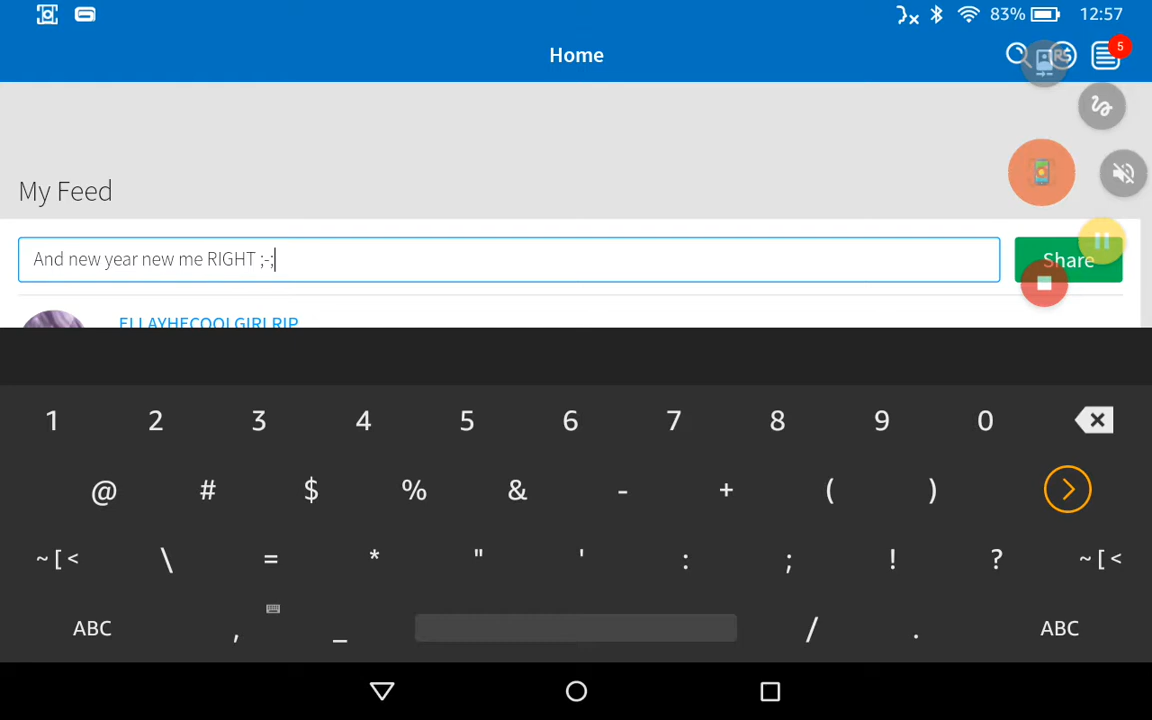 83% 12:57
Home
5
My Feed
And new year new me RIGHT ;-;
Share
ELLAYHECOOLGIRLRIP
1 2 3 4 5 6 7 8 9 0
@ # $ % & - + ( )
~ [ < \ = * " ' : ; ! ? ~ [ <
ABC , _ / . ABC